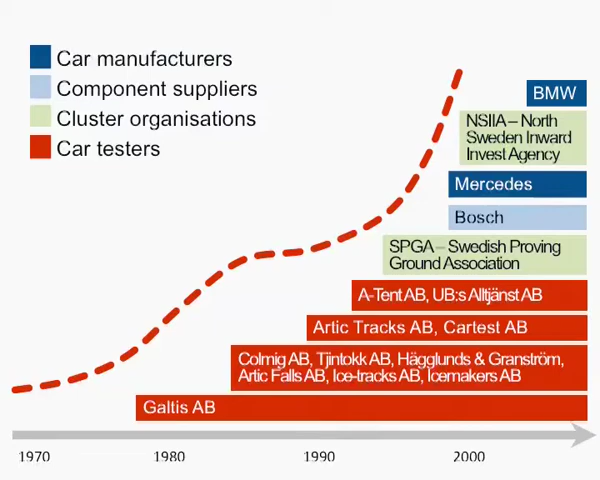 Car manufacturers
Component suppliers
Cluster organisations
Car testers
BMW
NSIIA – North
Sweden Inward
Invest Agency
Mercedes
Bosch
SPGA – Swedish Proving
Ground Association
A-Tent AB, UB:s Alltjänst AB
Artic Tracks AB, Cartest AB
Colmig AB, Tjintokk AB, Hägglunds & Granström,
Artic Falls AB, Ice-tracks AB, Icemakers AB
Galtis AB
1970 1980 1990 2000